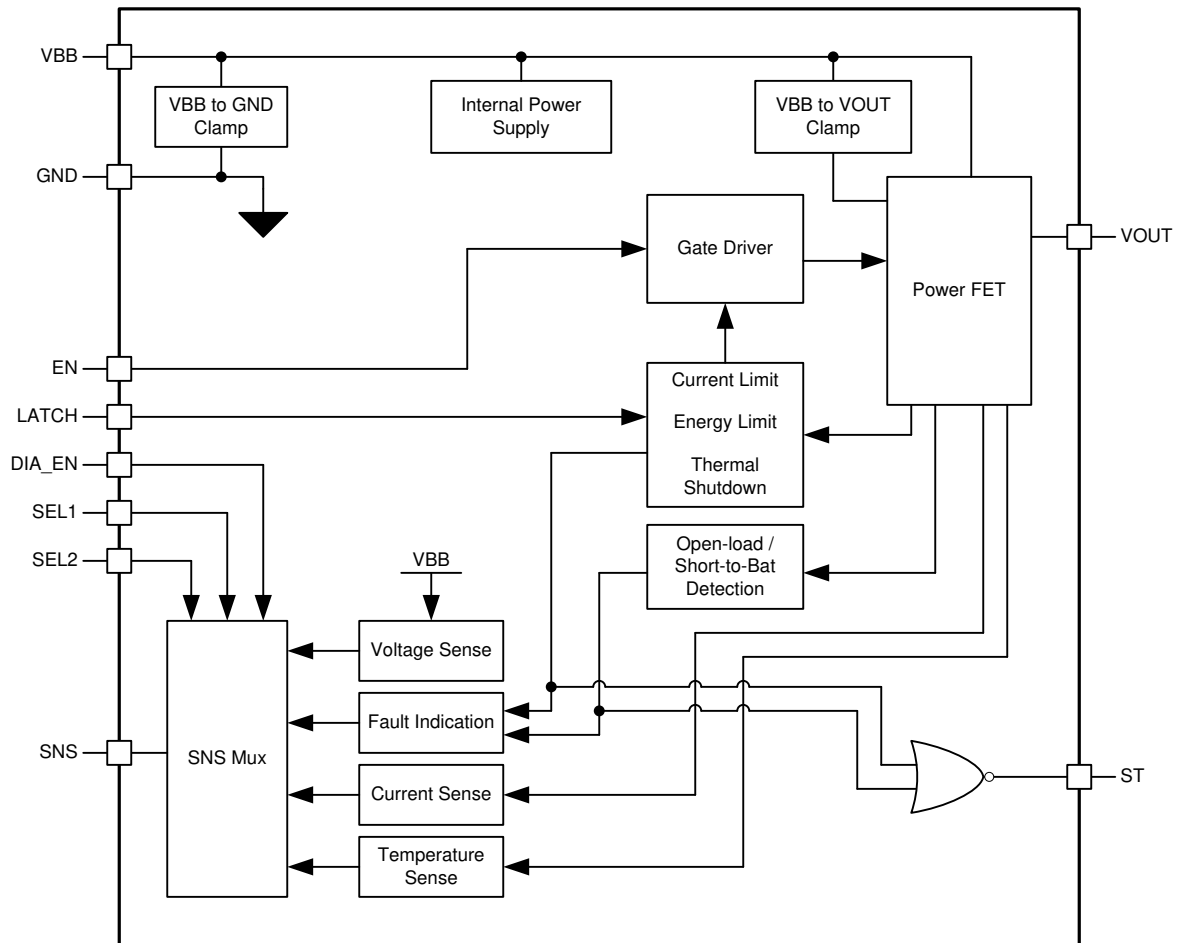 VBB
VBB to GND
Clamp
Internal Power
Supply
VBB to VOUT
Clamp
GND
Gate Driver
Power FET
VOUT
EN
LATCH
Current Limit
Energy Limit
Thermal
Shutdown
DIA_EN
SEL1
SEL2
Open-load /
Short-to-Bat
Detection
VBB
Voltage Sense
Fault Indication
SNS
SNS Mux
Current Sense
Temperature
Sense
ST